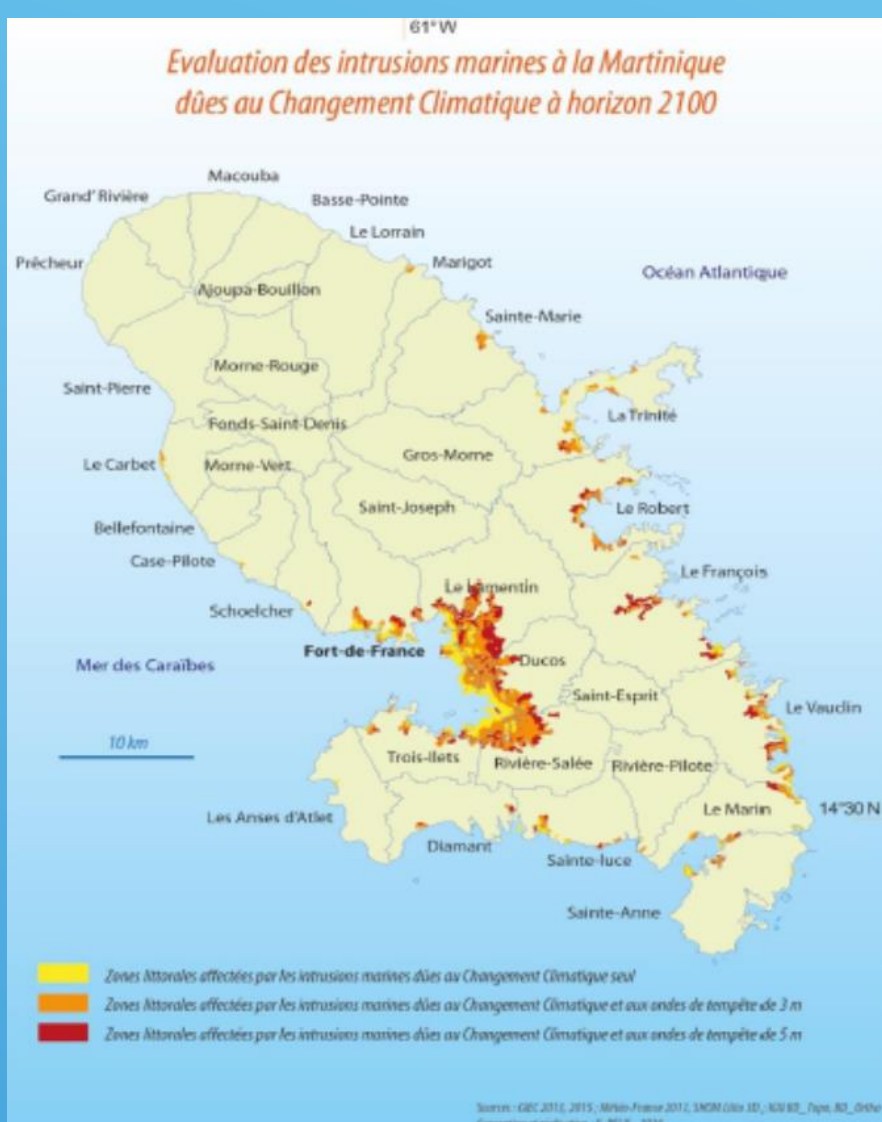 61° W
Evaluation des intrusions marines à la Martinique
dûes au Changement Climatique à horizon 2100
Macouba
Grand' Rivière
Basse-Pointe
Le Lorrain
Prêcheur
Marigot
Océan Atlantique
Ajoupa-Bouillon
Sainte-Marie
Morne-Rouge
Saint-Pierre
La Trinité
Fonds-Saint-Denis
Le Carbet
Morne-Vert
Gros-Morne
Saint-Joseph
Le Robert
Bellefontaine
Case-Pilote
Le François
Le Lamentin
Schoelcher
Fort-de-France
Ducos
Mer des Caraïbes
Saint-Esprit
Le Vauclin
10 km
Trois-Ilets
Rivière-Salée
Rivière-Pilote
Le Marin
14°30 N
Les Anses d'Arlet
Diamant
Sainte-luce
Sainte-Anne
Zones littorales affectées par les intrusions marines dûes au Changement Climatique seul
Zones littorales affectées par les intrusions marines dûes au Changement Climatique et aux ondes de tempête de 3 m
Zones littorales affectées par les intrusions marines dûes au Changement Climatique et aux ondes de tempête de 5 m
Sources : GIEC 2013, 2015 ; Météo-France